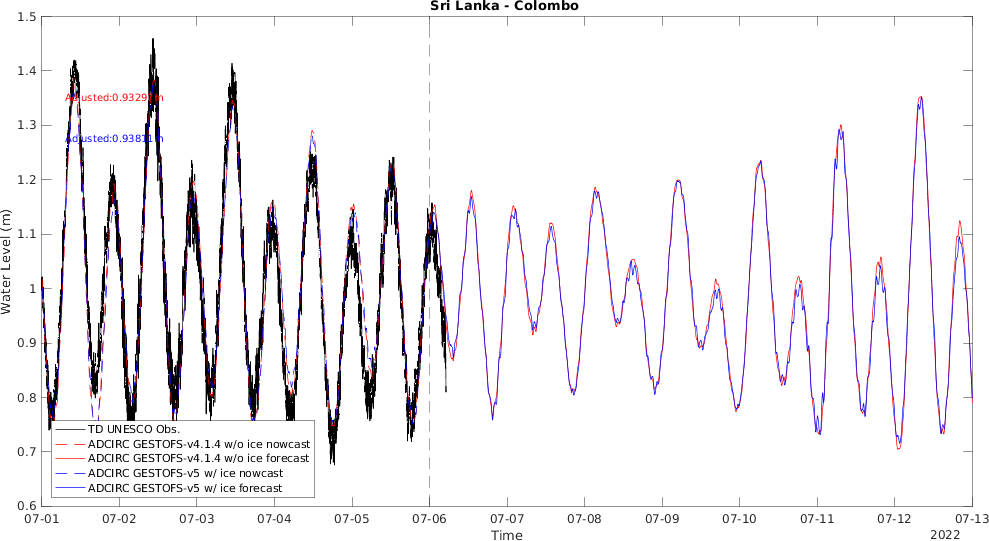 Sri Lanka - Colombo
1.5
1.4
1.3
1.2
1.1
1
0.9
0.8
0.7
0.6
Water Level (m)
TD UNESCO Obs.
ADCIRC GESTOFS-v4.1.4 w/o ice nowcast
ADCIRC GESTOFS-v4.1.4 w/o ice forecast
ADCIRC GESTOFS-v5 w/ ice nowcast
ADCIRC GESTOFS-v5 w/ ice forecast
07-01 07-02 07-03 07-04 07-05 07-06 07-07 07-08 07-09 07-10 07-11 07-12 07-13
Time
2022